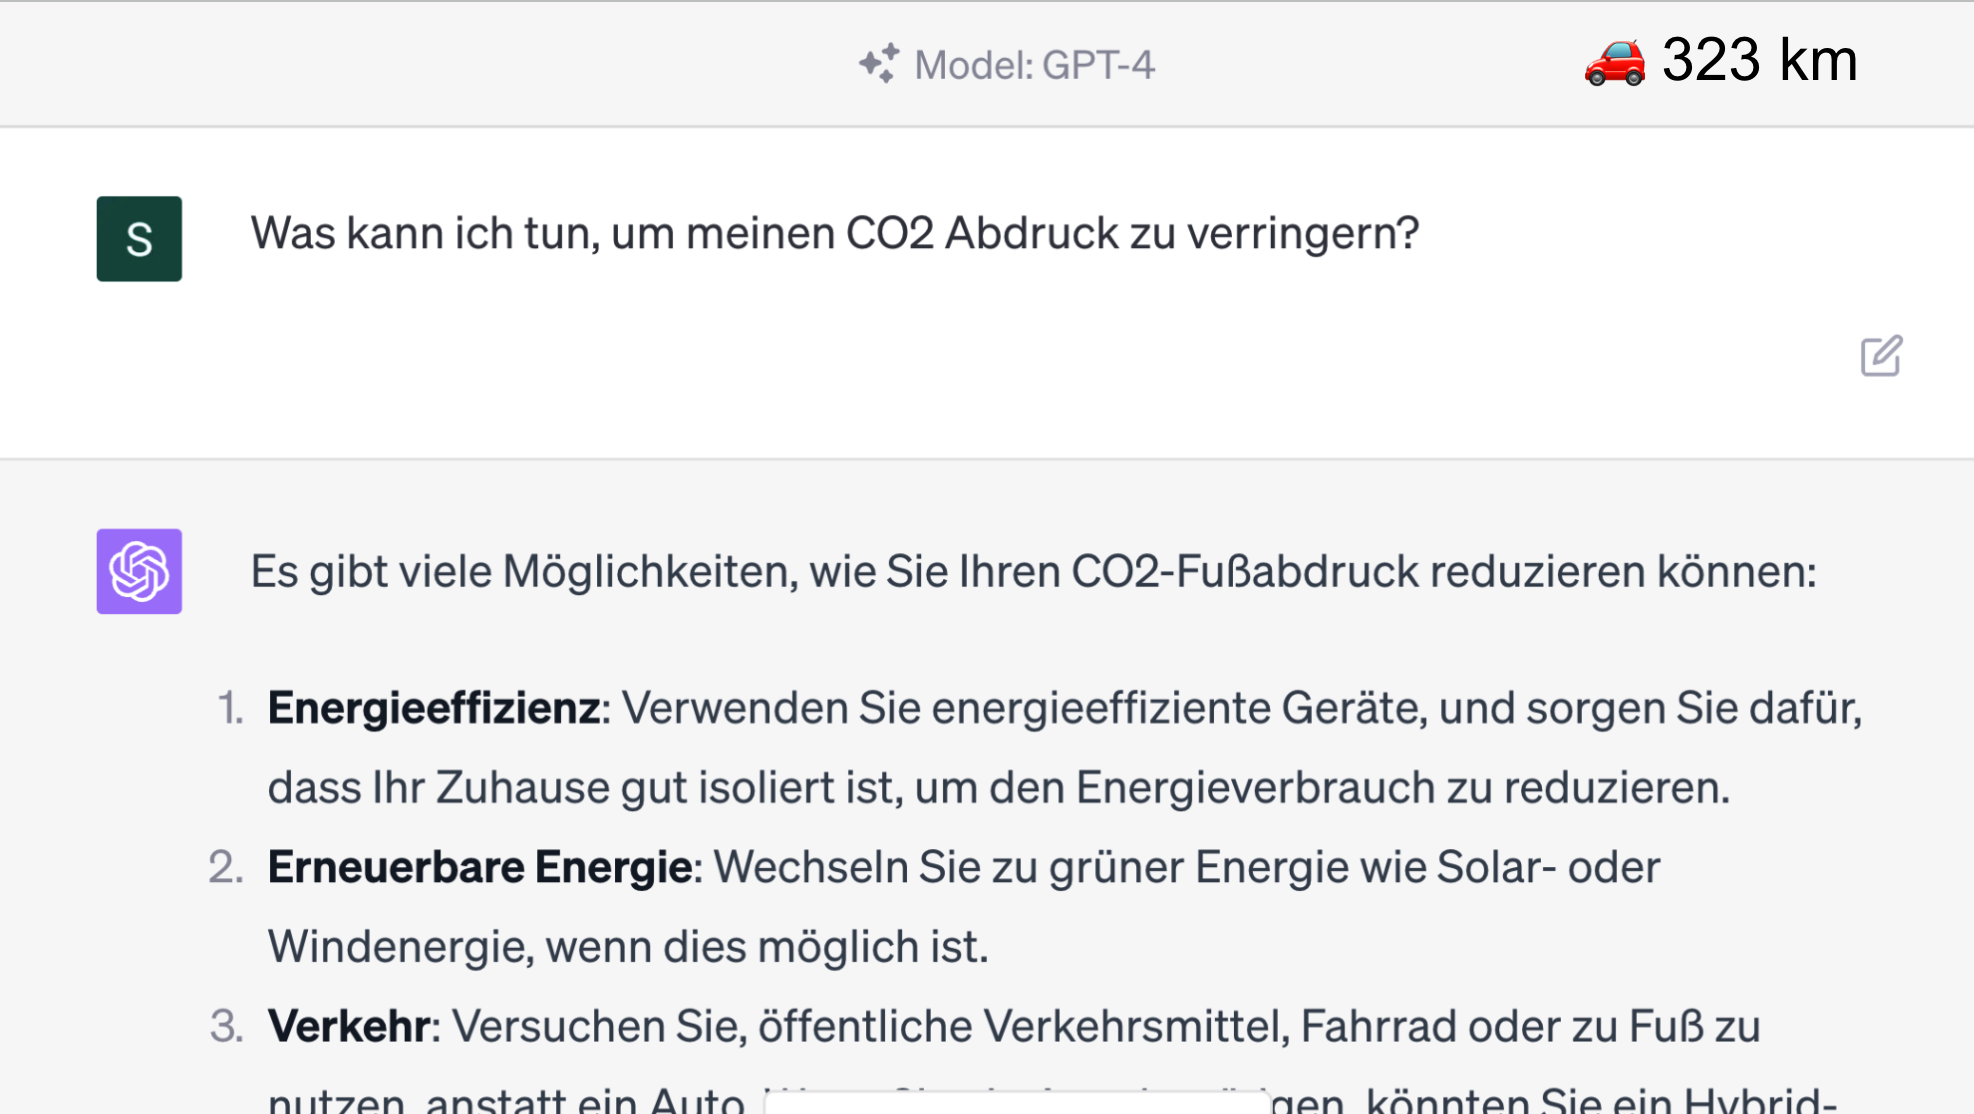 Model: GPT-4
🚗 323 km
S
Was kann ich tun, um meinen CO2 Abdruck zu verringern?
Es gibt viele Möglichkeiten, wie Sie Ihren CO2-Fußabdruck reduzieren können:
1. Energieeffizienz: Verwenden Sie energieeffiziente Geräte, und sorgen Sie dafür,
dass Ihr Zuhause gut isoliert ist, um den Energieverbrauch zu reduzieren.
2. Erneuerbare Energie: Wechseln Sie zu grüner Energie wie Solar- oder
Windenergie, wenn dies möglich ist.
3. Verkehr: Versuchen Sie, öffentliche Verkehrsmittel, Fahrrad oder zu Fuß zu
nutzen, anstatt ein Auto. könnten Sie ein Hybrid-